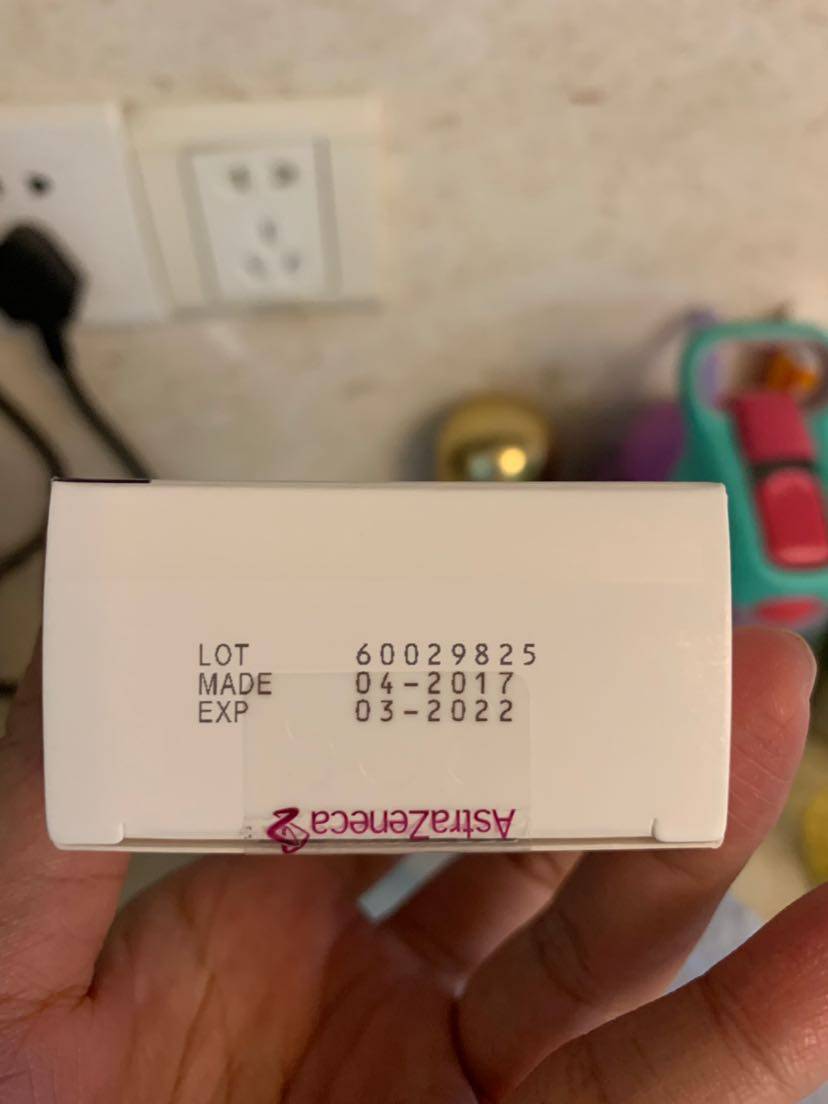 LOT 60029825
MADE 04-2017
EXP 03-2022
AstraZeneca